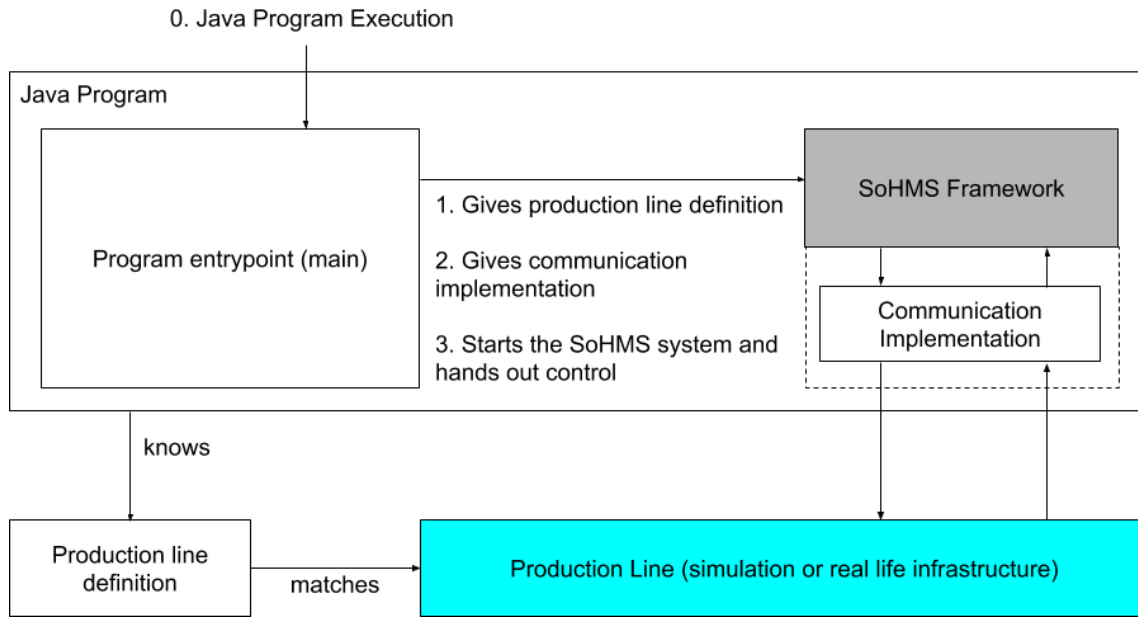 0. Java Program Execution
Java Program
Program entrypoint (main)
1. Gives production line definition
2. Gives communication
implementation
3. Starts the SoHMS system and
hands out control
SoHMS Framework
Communication
Implementation
knows
Production line
definition
matches
Production Line (simulation or real life infrastructure)